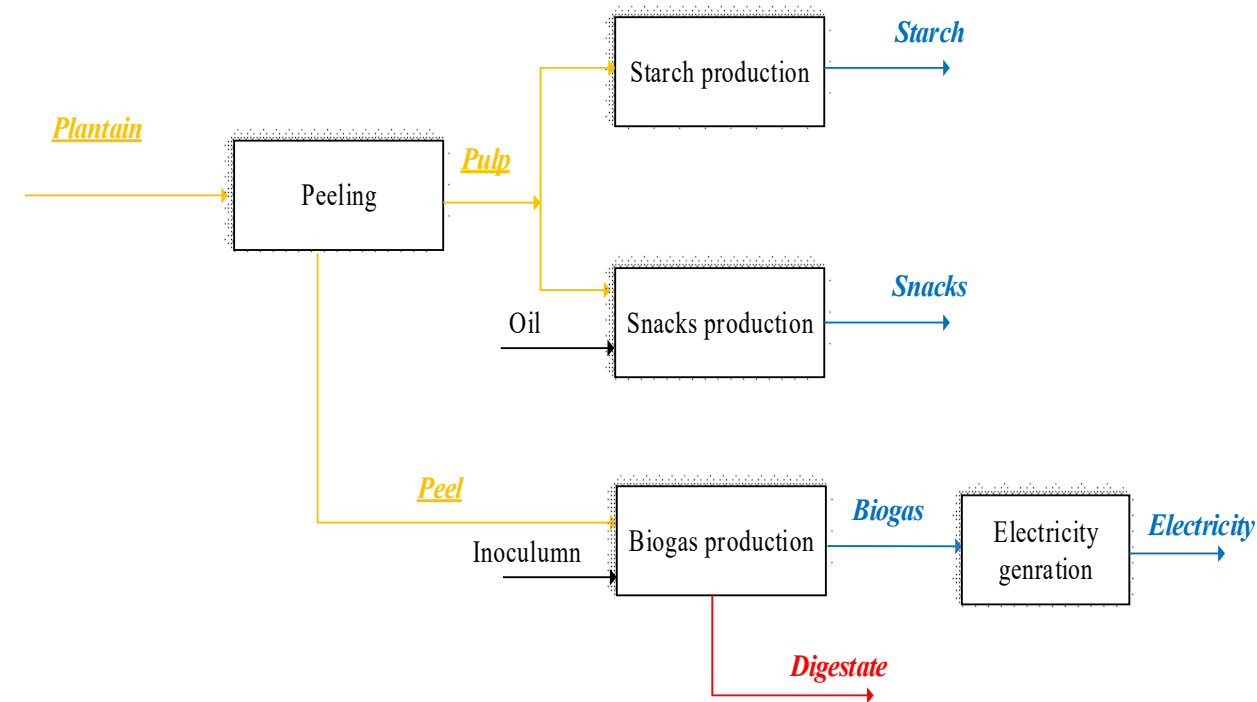 Starch
Starch production
Plantain
Pulp
Peeling
Snacks
Oil
Snacks production
Peel
Biogas
Electricity
Inoculumn
Biogas production
Electricity
genration
Digestate